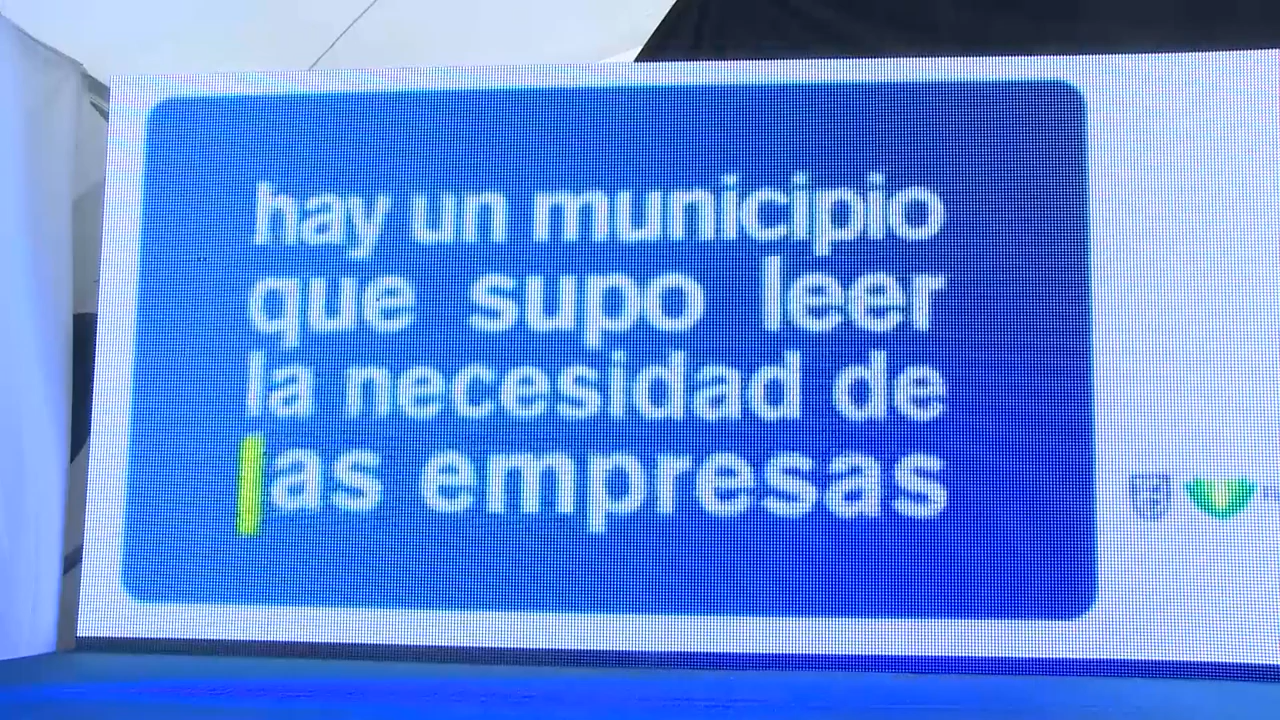 hay un municipio
que supo leer
la necesidad de
las empresas